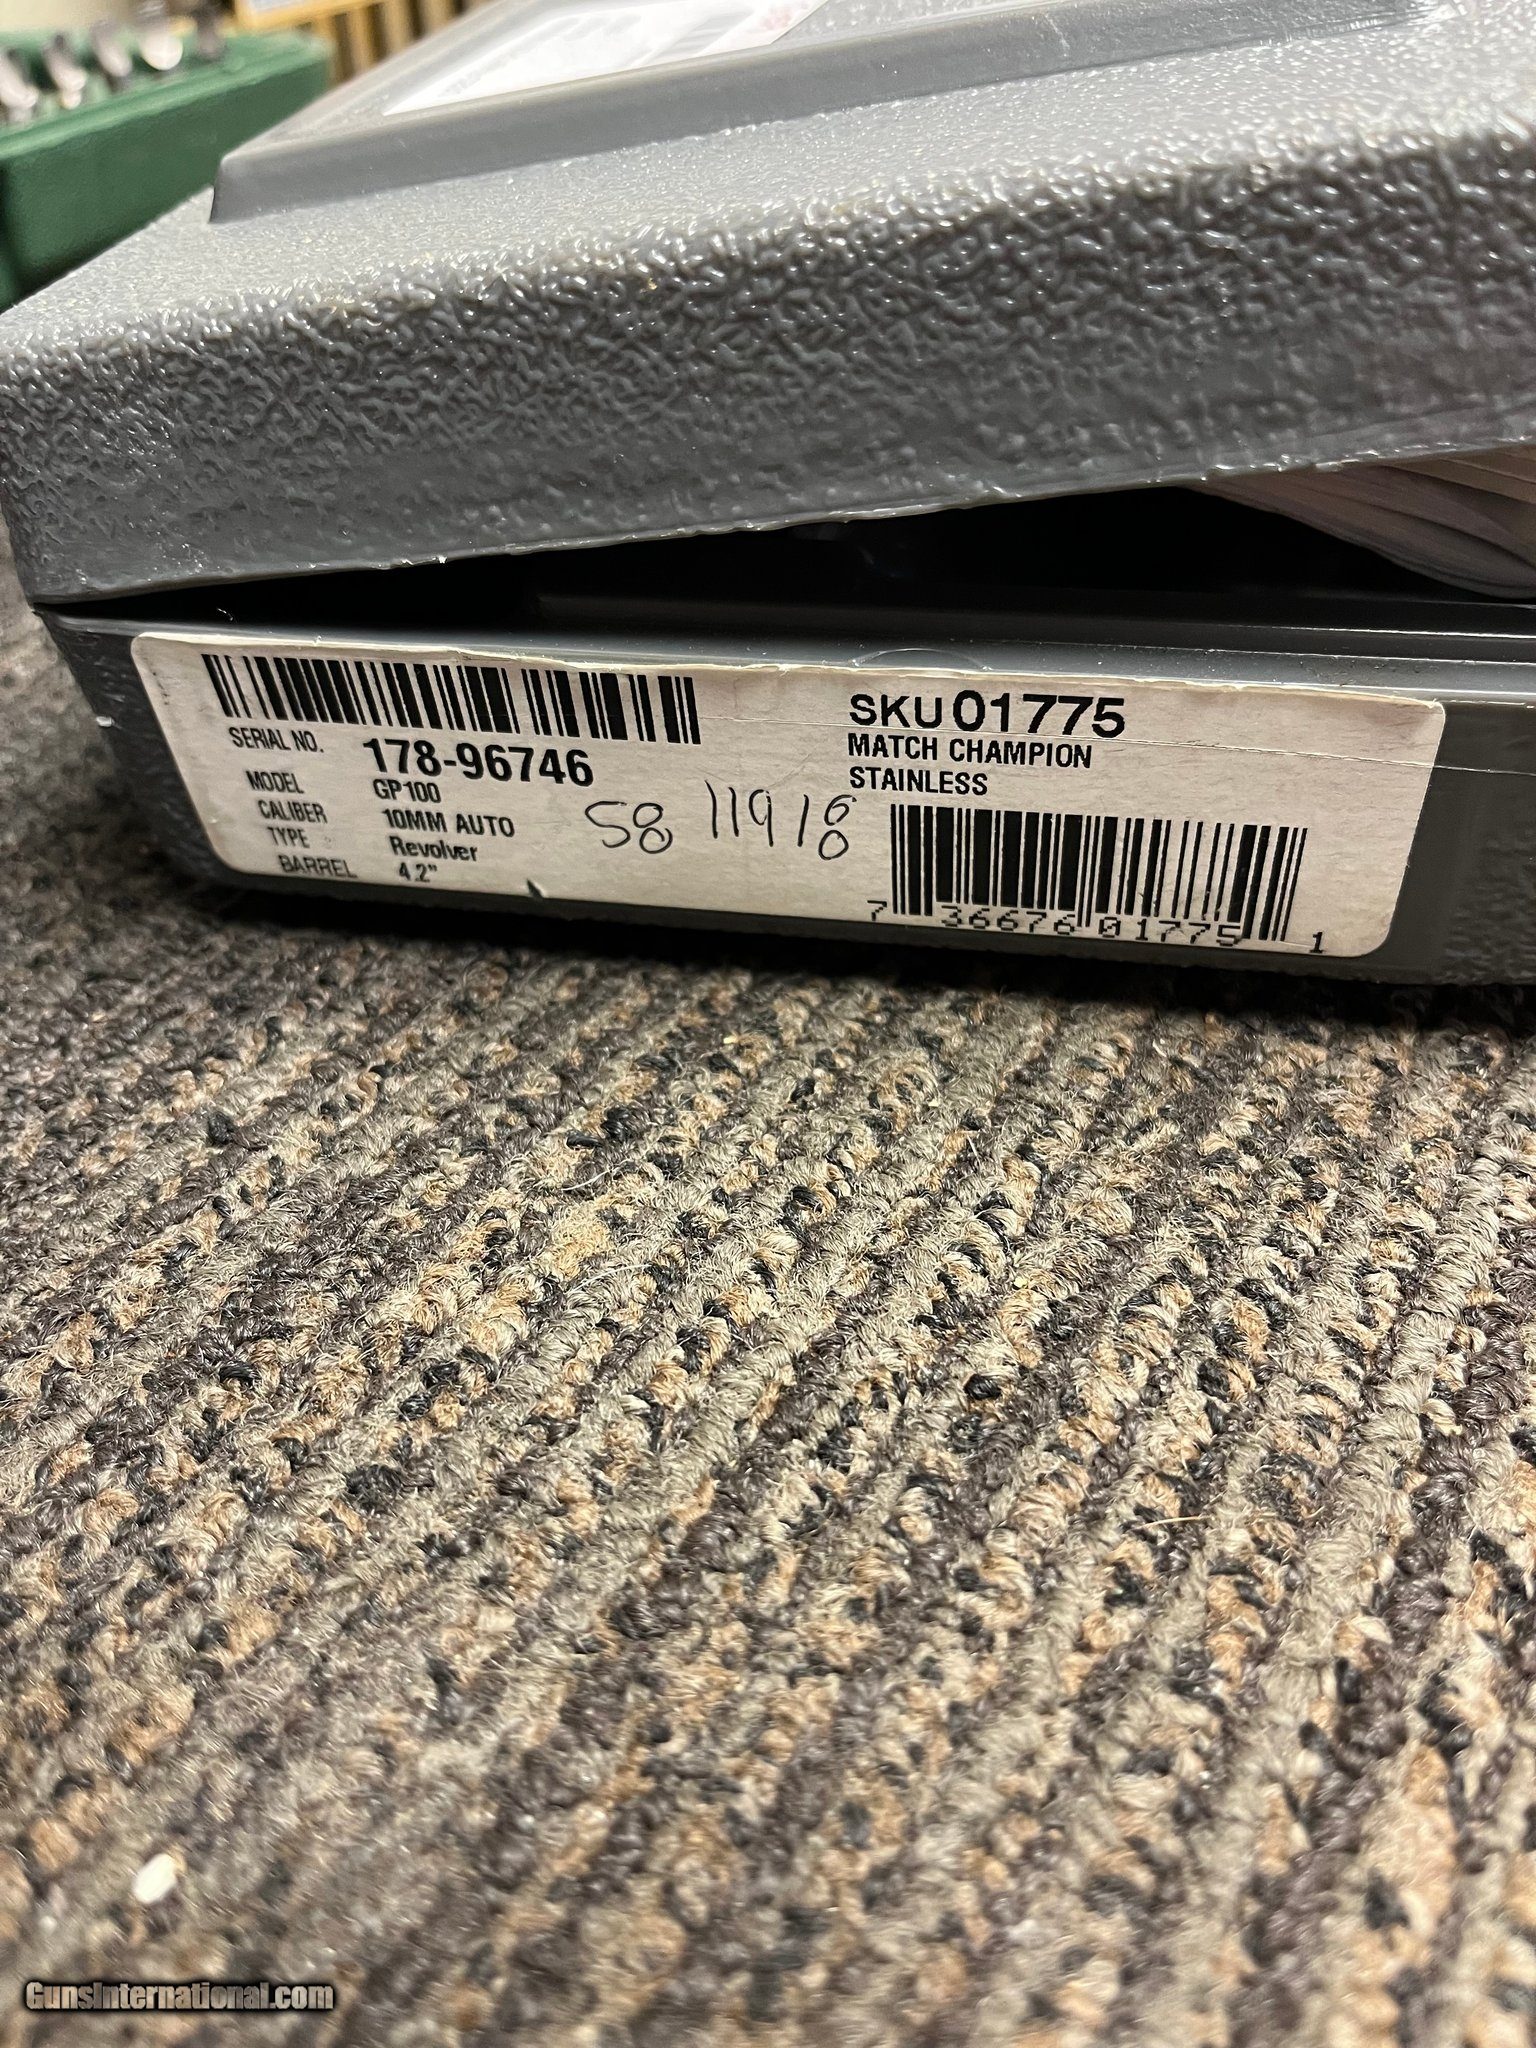 SERIAL NO. 178-96746
MODEL GP100
CALIBER 10MM AUTO
TYPE Revolver
BARREL 4.2"
58 11918
SKU 01775
MATCH CHAMPION
STAINLESS
7 36676 01775 1
GunsInternational.com